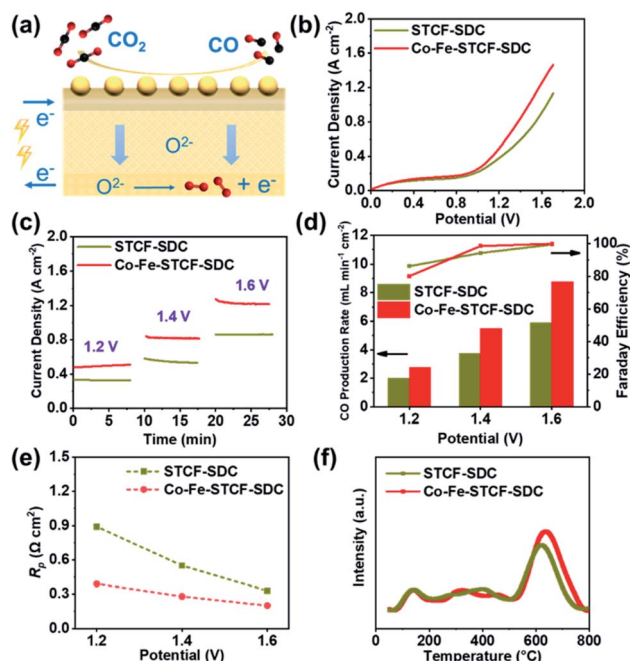 (a)
CO2
CO
e-
O2-
e-
O2-
+ e-
(b)
STCF-SDC
Co-Fe-STCF-SDC
Current Density (A cm-2)
2.0
1.6
1.2
0.8
0.4
0.0
0.0 0.4 0.8 1.2 1.6 2.0
Potential (V)
(c)
STCF-SDC
Co-Fe-STCF-SDC
Current Density (A cm-2)
2.0
1.6
1.2
0.8
0.4
0.0
1.2 V
1.4 V
1.6 V
0 5 10 15 20 25 30
Time (min)
(d)
CO Production Rate (mL min-1 cm-2)
12
10
8
6
4
2
0
STCF-SDC
Co-Fe-STCF-SDC
100
80
60
40
20
0
Faraday Efficiency (%)
1.2 1.4 1.6
Potential (V)
(e)
STCF-SDC
Co-Fe-STCF-SDC
Rp (Ω cm2)
1.5
1.2
0.9
0.6
0.3
0.0
1.2 1.4 1.6
Potential (V)
(f)
STCF-SDC
Co-Fe-STCF-SDC
Intensity (a.u.)
0 200 400 600 800
Temperature (°C)